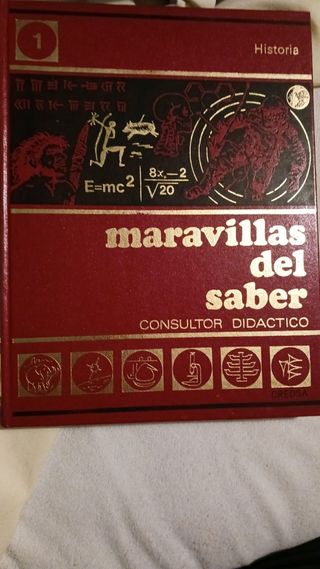 1
Historia
E=mc²
8x,-2
√20
maravillas
del
saber
CONSULTOR DIDACTICO
CREDSA